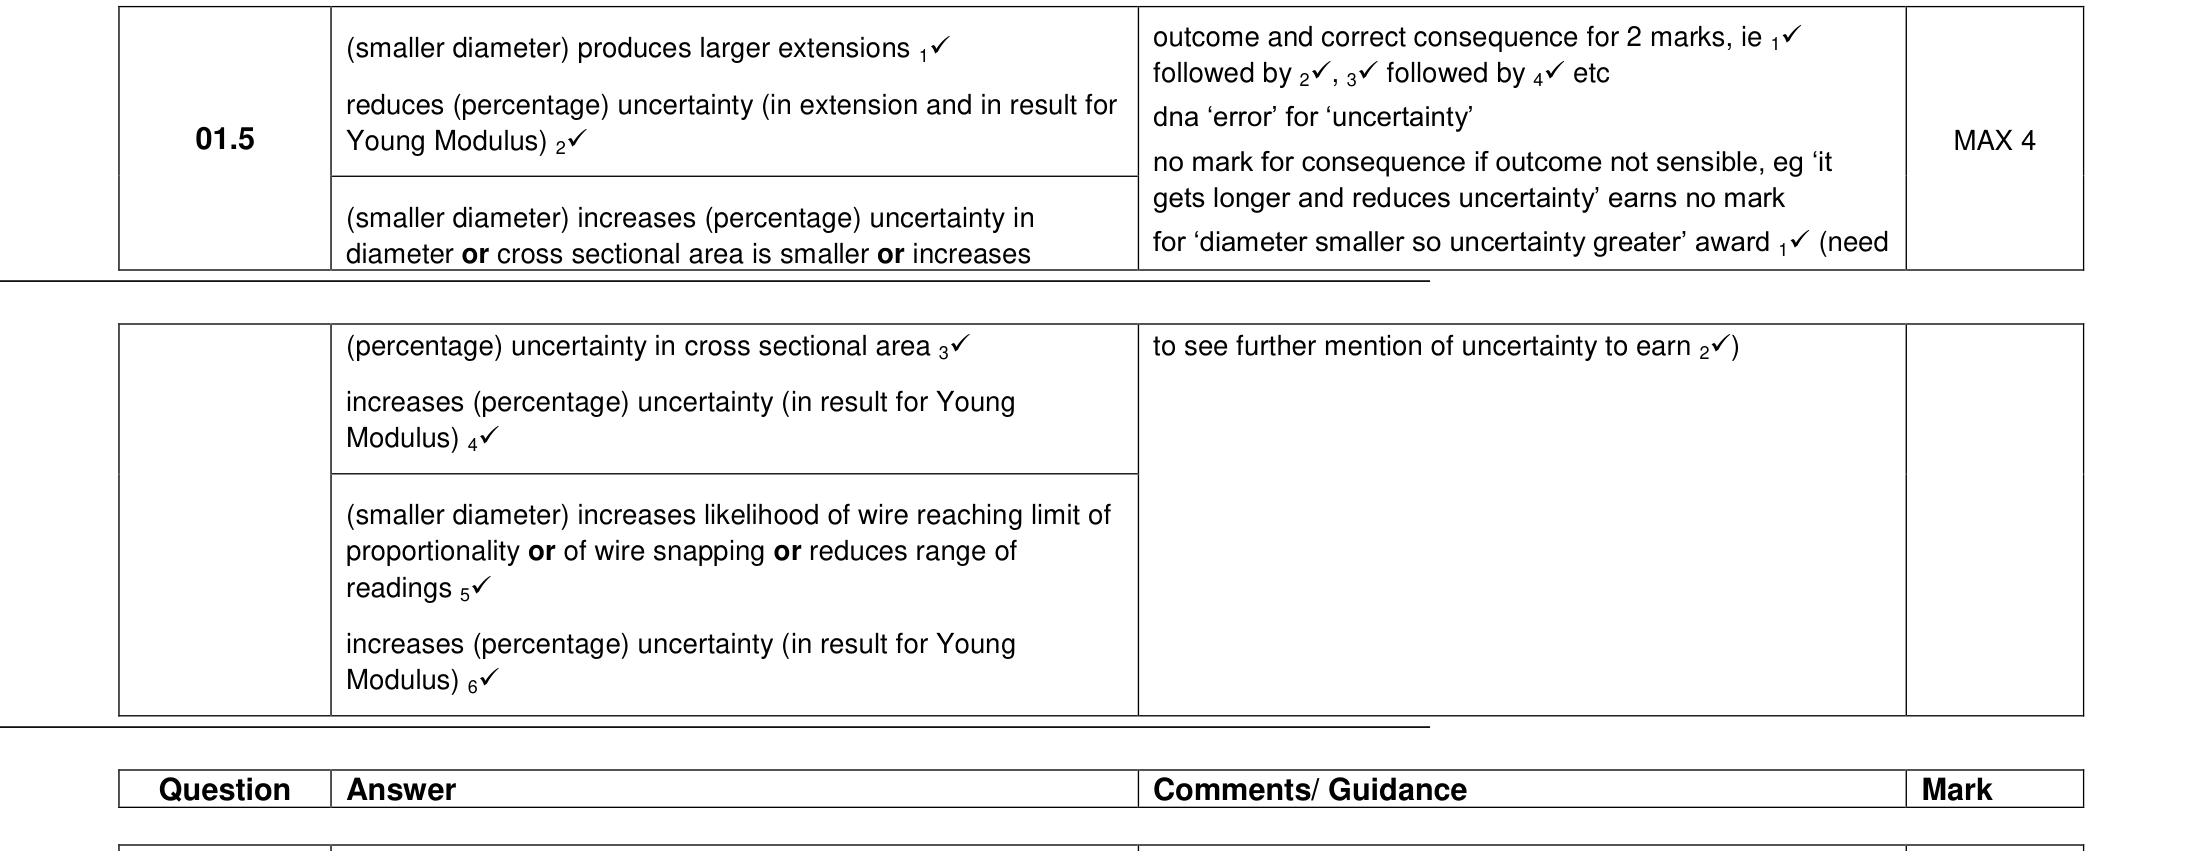 01.5
(smaller diameter) produces larger extensions ₁✓
reduces (percentage) uncertainty (in extension and in result for
Young Modulus) ₂✓
(smaller diameter) increases (percentage) uncertainty in
diameter or cross sectional area is smaller or increases
outcome and correct consequence for 2 marks, ie ₁✓
followed by ₂✓, ₃✓ followed by ₄✓ etc
dna ‘error’ for ‘uncertainty’
no mark for consequence if outcome not sensible, eg ‘it
gets longer and reduces uncertainty’ earns no mark
for ‘diameter smaller so uncertainty greater’ award ₁✓ (need
MAX 4
(percentage) uncertainty in cross sectional area ₃✓
increases (percentage) uncertainty (in result for Young
Modulus) ₄✓
(smaller diameter) increases likelihood of wire reaching limit of
proportionality or of wire snapping or reduces range of
readings ₅✓
increases (percentage) uncertainty (in result for Young
Modulus) ₆✓
to see further mention of uncertainty to earn ₂✓)
Question
Answer
Comments/ Guidance
Mark